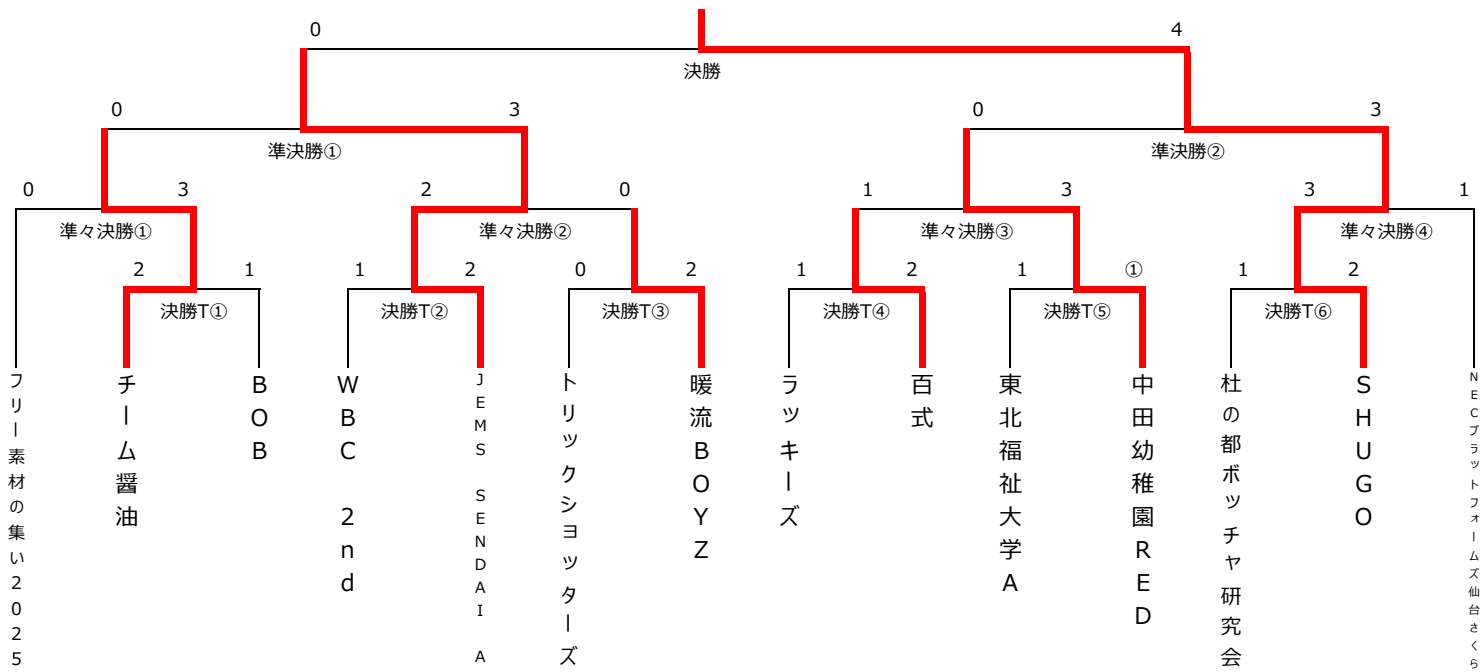 0
4
決勝
0
3
0
3
準決勝①
準決勝②
0
3
2
0
1
3
3
1
準々決勝①
準々決勝②
準々決勝③
準々決勝④
2
1
1
2
0
2
1
2
1
①
1
2
決勝T①
決勝T②
決勝T③
決勝T④
決勝T⑤
決勝T⑥
フリー素材の集い2025
チーム醤油
BOB
WBC 2nd
JEMS SENDAI A
トリックショッターズ
暖流BOYZ
ラッキーズ
百式
東北福祉大学A
中田幼稚園RED
杜の都ボッチャ研究会
SHUGO
NECプラットフォームズ仙台さくら